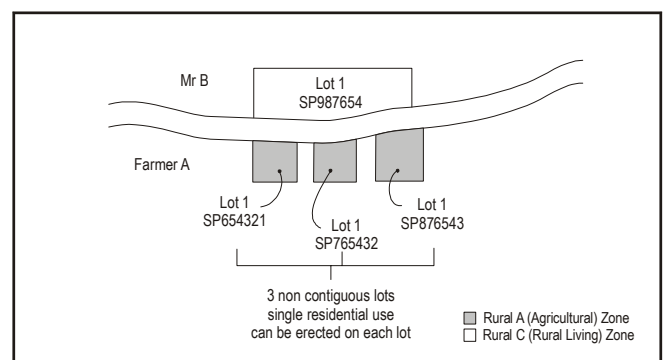 Mr B
Lot 1
SP987654
Farmer A
Lot 1
SP654321
Lot 1
SP765432
Lot 1
SP876543
3 non contiguous lots
single residential use
can be erected on each lot
Rural A (Agricultural) Zone
Rural C (Rural Living) Zone